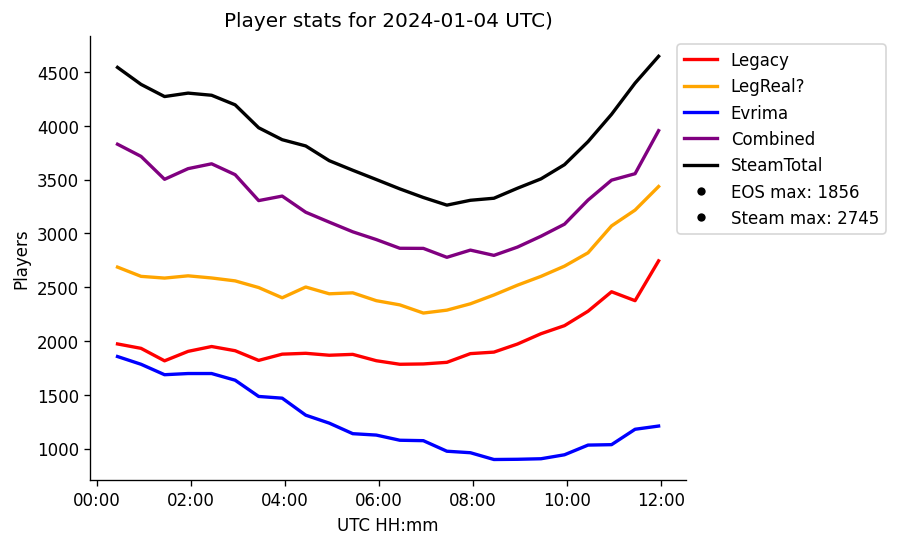 Player stats for 2024-01-04 UTC)
Players
4500
4000
3500
3000
2500
2000
1500
1000
00:00 02:00 04:00 06:00 08:00 10:00 12:00
UTC HH:mm
Legacy
LegReal?
Evrima
Combined
SteamTotal
EOS max: 1856
Steam max: 2745